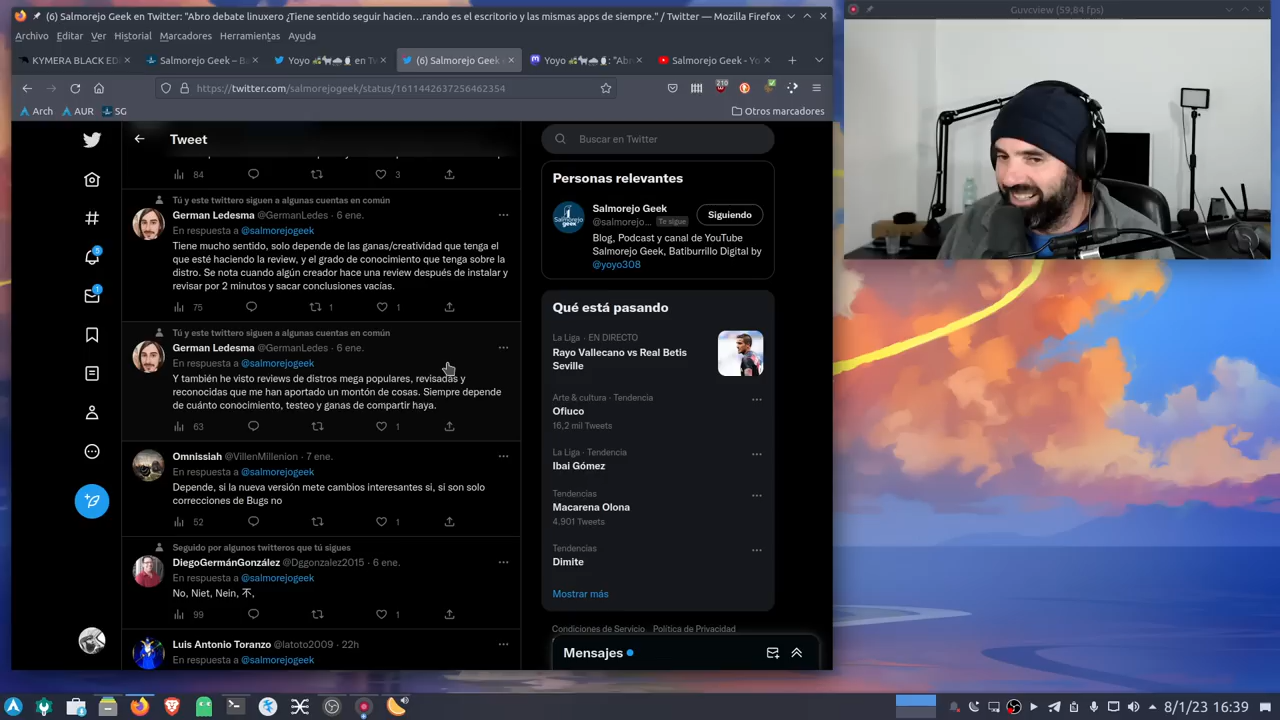 (6) Salmorejo Geek en Twitter: "Abro debate linuxero ¿Tiene sentido seguir hacien...rando es el escritorio y las mismas apps de siempre." / Twitter — Mozilla Firefox
Archivo Editar Ver Historial Marcadores Herramientas Ayuda
KYMERA BLACK EDI
Salmorejo Geek – Ba
Yoyo en Tw
(6) Salmorejo Geek
Yoyo : "Abr
Salmorejo Geek - Yo
https://twitter.com/salmorejogeek/status/1611442637256462354
210
Arch AUR SG
Otros marcadores
Tweet
84 3
Tú y este twittero siguen a algunas cuentas en común
German Ledesma @GermanLedes · 6 ene.
En respuesta a @salmorejogeek
Tiene mucho sentido, solo depende de las ganas/creatividad que tenga el
que esté haciendo la review, y el grado de conocimiento que tenga sobre la
distro. Se nota cuando algún creador hace una review después de instalar y
revisar por 2 minutos y sacar conclusiones vacías.
75 1 1
Tú y este twittero siguen a algunas cuentas en común
German Ledesma @GermanLedes · 6 ene.
En respuesta a @salmorejogeek
Y también he visto reviews de distros mega populares, revisadas y
reconocidas que me han aportado un montón de cosas. Siempre depende
de cuánto conocimiento, testeo y ganas de compartir haya.
63 1
Omnissiah @VillenMillenion · 7 ene.
En respuesta a @salmorejogeek
Depende, si la nueva versión mete cambios interesantes si, si son solo
correcciones de Bugs no
52 1
Seguido por algunos twitteros que tú sigues
DiegoGermánGonzález @Dggonzalez2015 · 6 ene.
En respuesta a @salmorejogeek
No, Niet, Nein, 不,
99 1
Luis Antonio Toranzo @latoto2009 · 22h
En respuesta a @salmorejogeek
Buscar en Twitter
Personas relevantes
Salmorejo Geek
@salmorejo... Te sigue
Siguiendo
Blog, Podcast y canal de YouTube
Salmorejo Geek, Batiburrillo Digital by
@yoyo308
Qué está pasando
La Liga · EN DIRECTO
Rayo Vallecano vs Real Betis
Seville
Arte & cultura · Tendencia
Ofiuco
16,2 mil Tweets
La Liga · Tendencia
Ibai Gómez
Tendencias
Macarena Olona
4.901 Tweets
Tendencias
Dimite
Mostrar más
Condiciones de Servicio Política de Privacidad
Mensajes
Guvcview (59,84 fps)
8/1/23 16:39